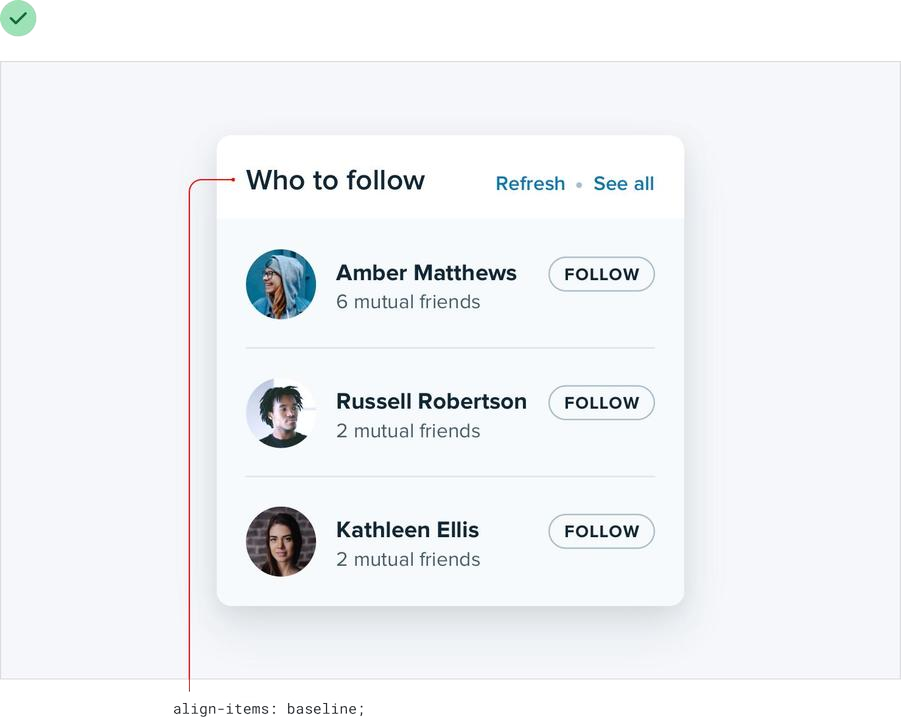 Who to follow
Refresh • See all
Amber Matthews
6 mutual friends
FOLLOW
Russell Robertson
2 mutual friends
FOLLOW
Kathleen Ellis
2 mutual friends
FOLLOW
align-items: baseline;